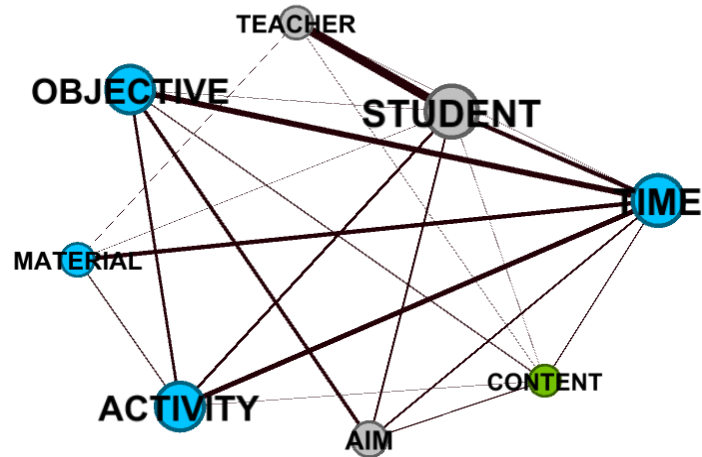 TEACHER
OBJECTIVE
STUDENT
TIME
MATERIAL
CONTENT
ACTIVITY
AIM